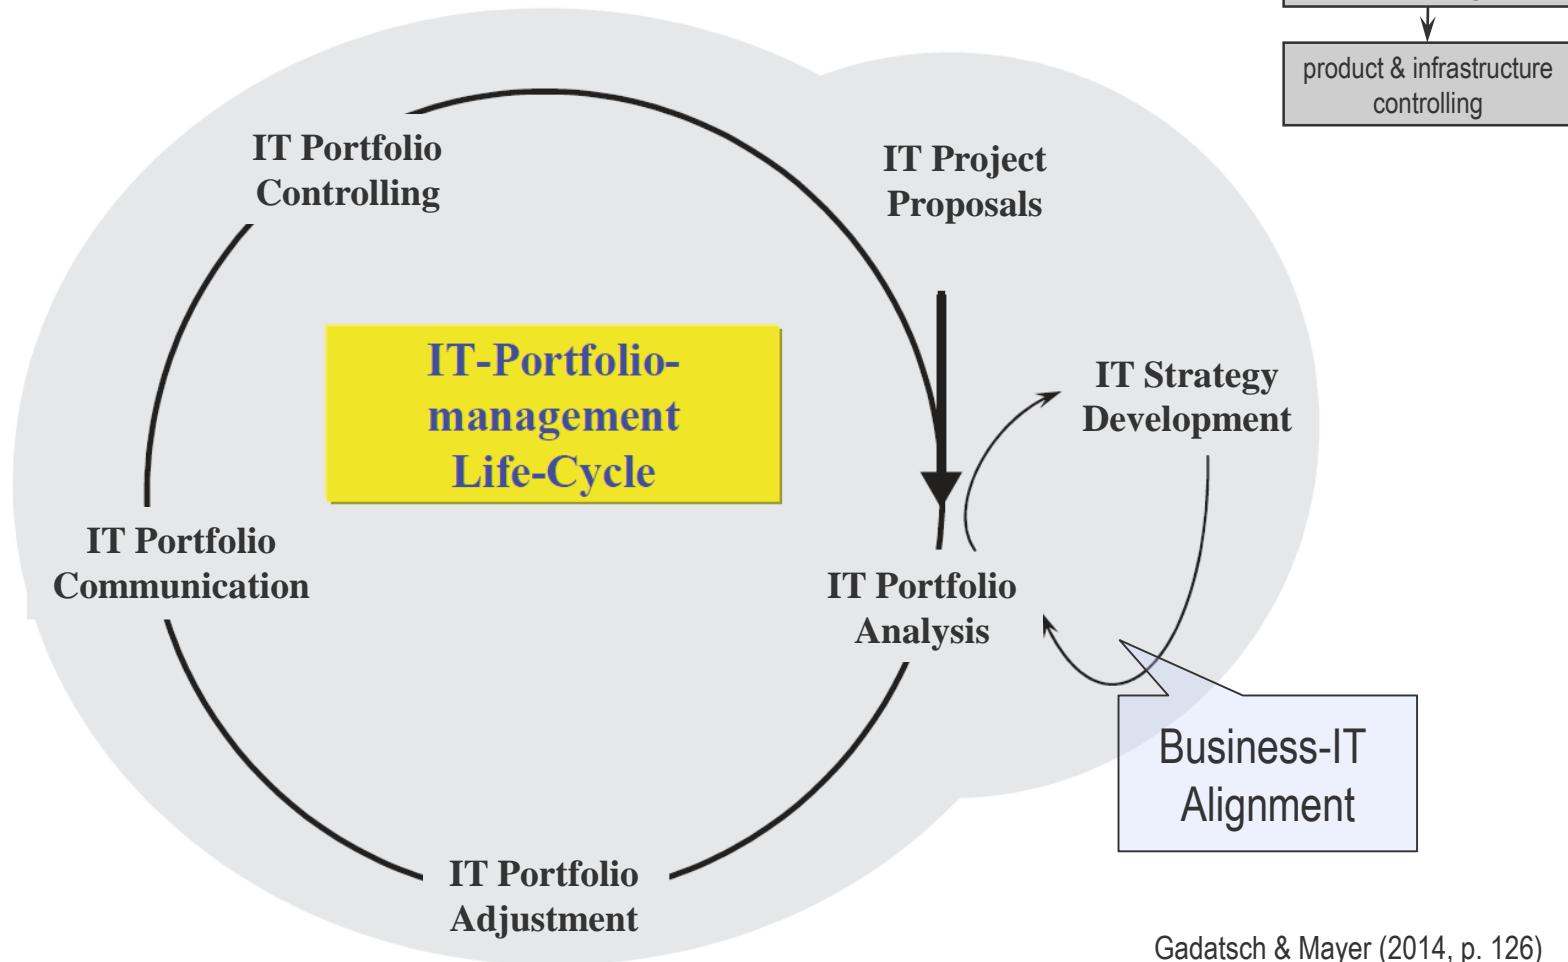 product & infrastructure
controlling
IT Portfolio
Controlling
IT Project
Proposals
IT-Portfolio-
management
Life-Cycle
IT Strategy
Development
IT Portfolio
Communication
IT Portfolio
Analysis
Business-IT
Alignment
IT Portfolio
Adjustment
Gadatsch & Mayer (2014, p. 126)